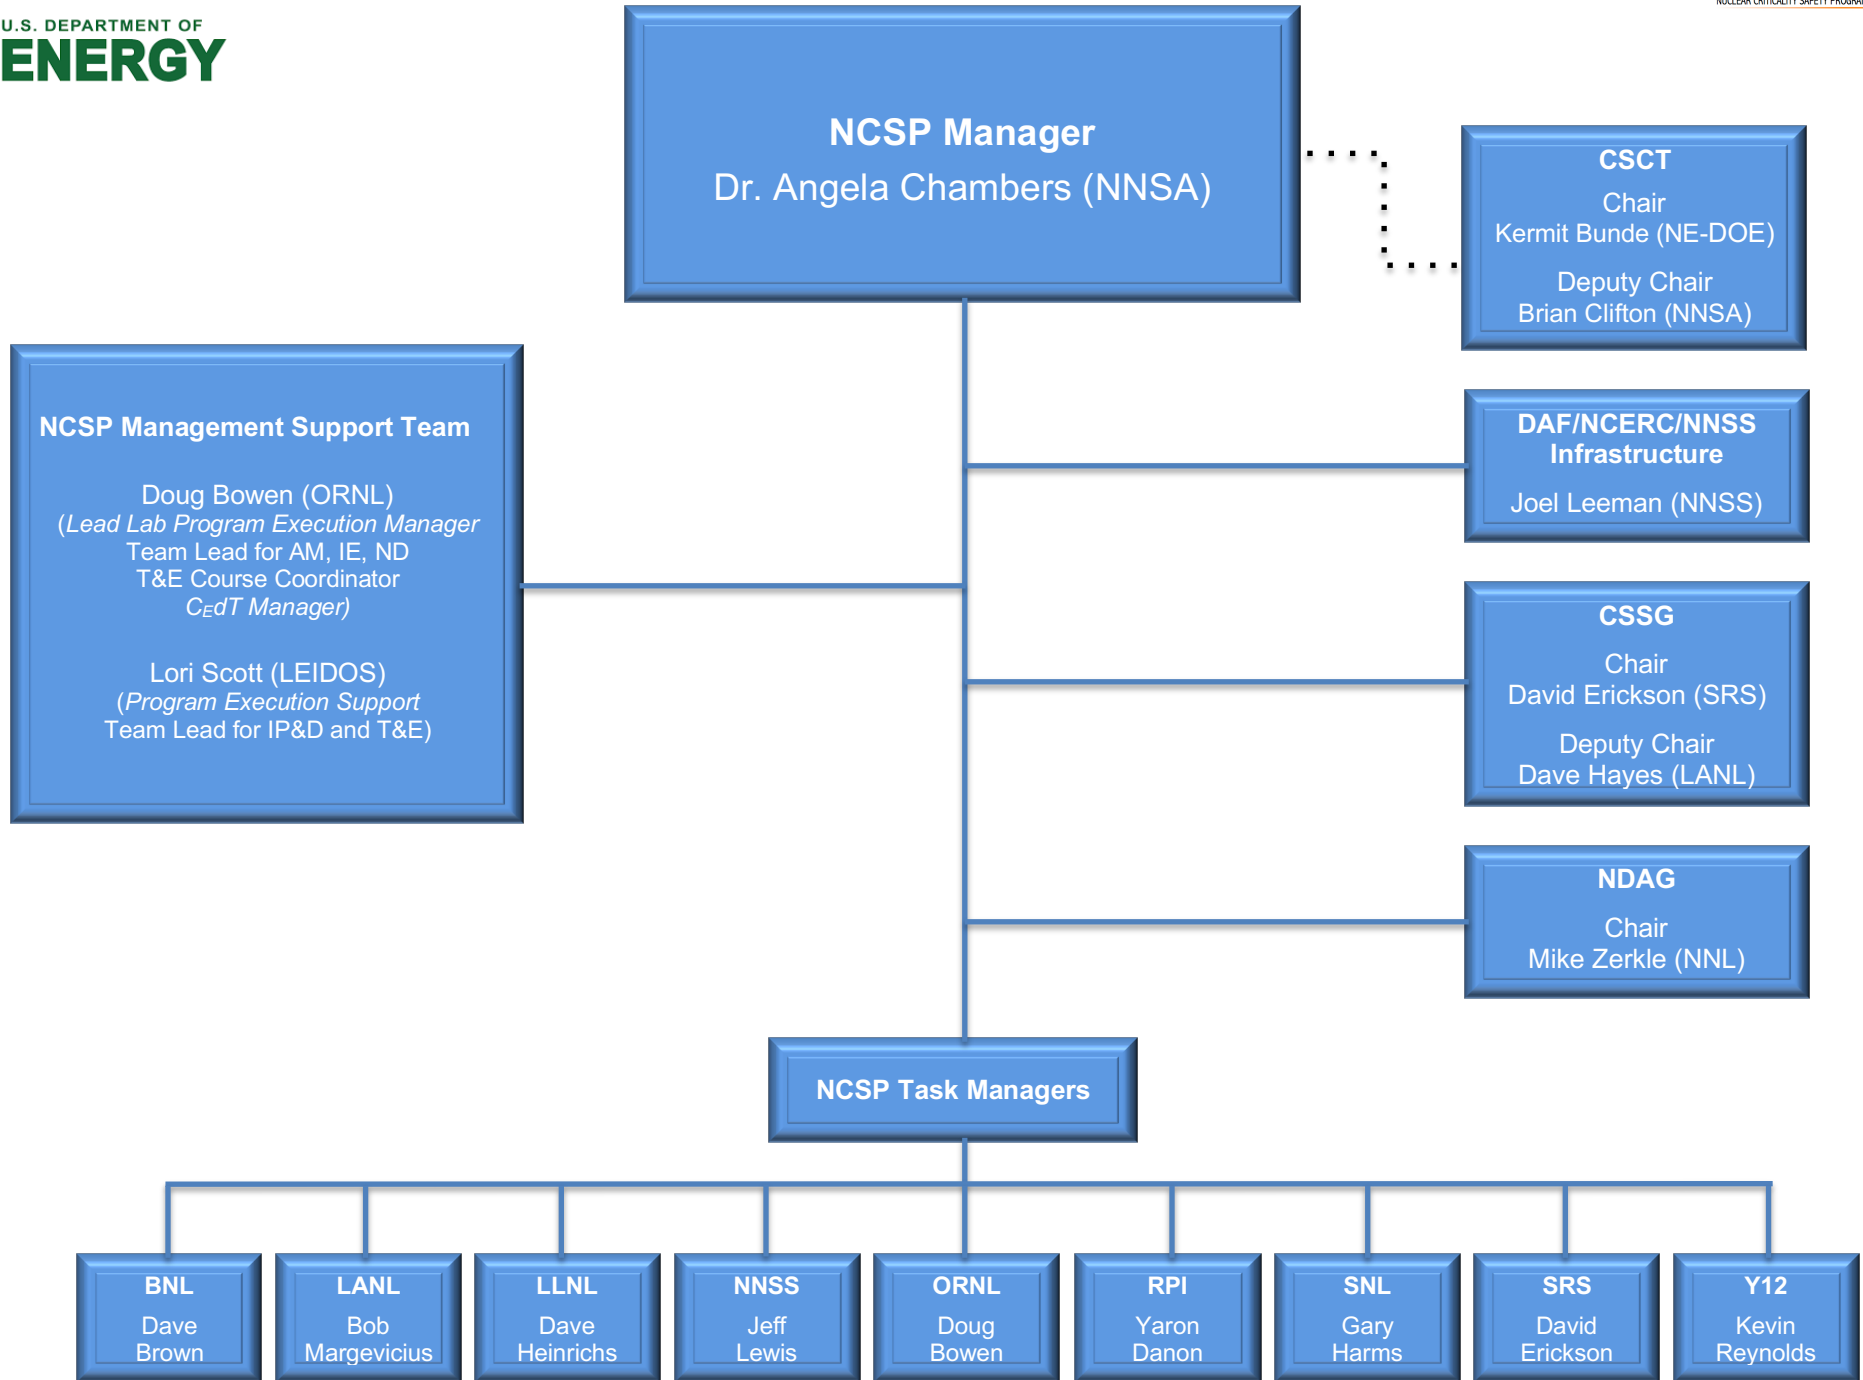 U.S. DEPARTMENT OF
ENERGY
NUCLEAR CRITICALITY SAFETY PROGRAM
NCSP Manager
Dr. Angela Chambers (NNSA)
CSCT
Chair
Kermit Bunde (NE-DOE)
Deputy Chair
Brian Clifton (NNSA)
NCSP Management Support Team
Doug Bowen (ORNL)
(Lead Lab Program Execution Manager
Team Lead for AM, IE, ND
T&E Course Coordinator
CEdT Manager)
Lori Scott (LEIDOS)
(Program Execution Support
Team Lead for IP&D and T&E)
DAF/NCERC/NNSS
Infrastructure
Joel Leeman (NNSS)
CSSG
Chair
David Erickson (SRS)
Deputy Chair
Dave Hayes (LANL)
NDAG
Chair
Mike Zerkle (NNL)
NCSP Task Managers
BNL
Dave
Brown
LANL
Bob
Margevicius
LLNL
Dave
Heinrichs
NNSS
Jeff
Lewis
ORNL
Doug
Bowen
RPI
Yaron
Danon
SNL
Gary
Harms
SRS
David
Erickson
Y12
Kevin
Reynolds